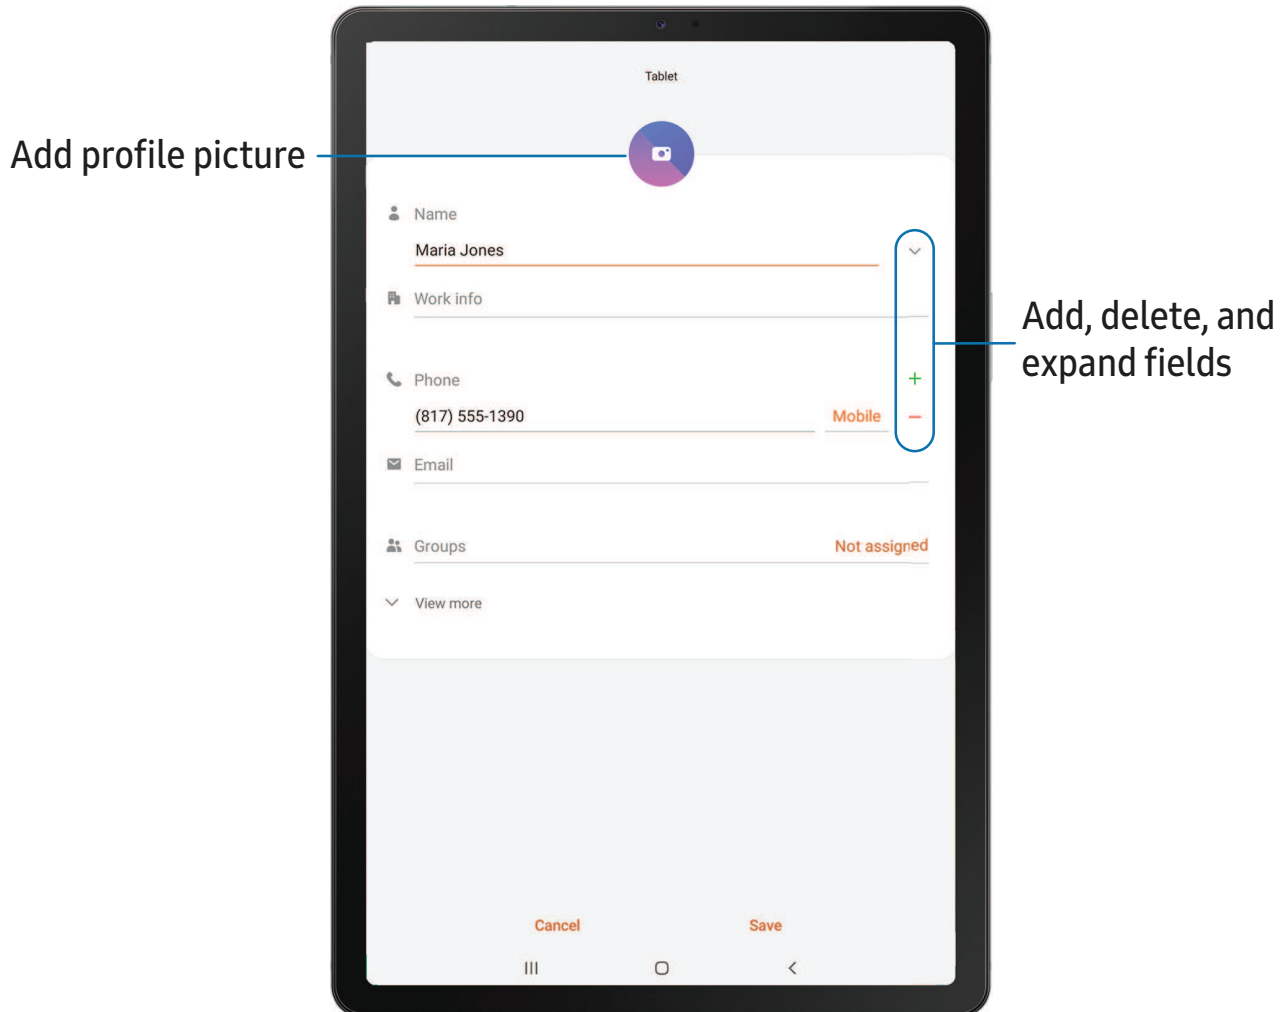 Tablet
Add profile picture
Name
Maria Jones
Work info
Add, delete, and
expand fields
Phone
(817) 555-1390 Mobile
Email
Groups Not assigned
View more
Cancel Save